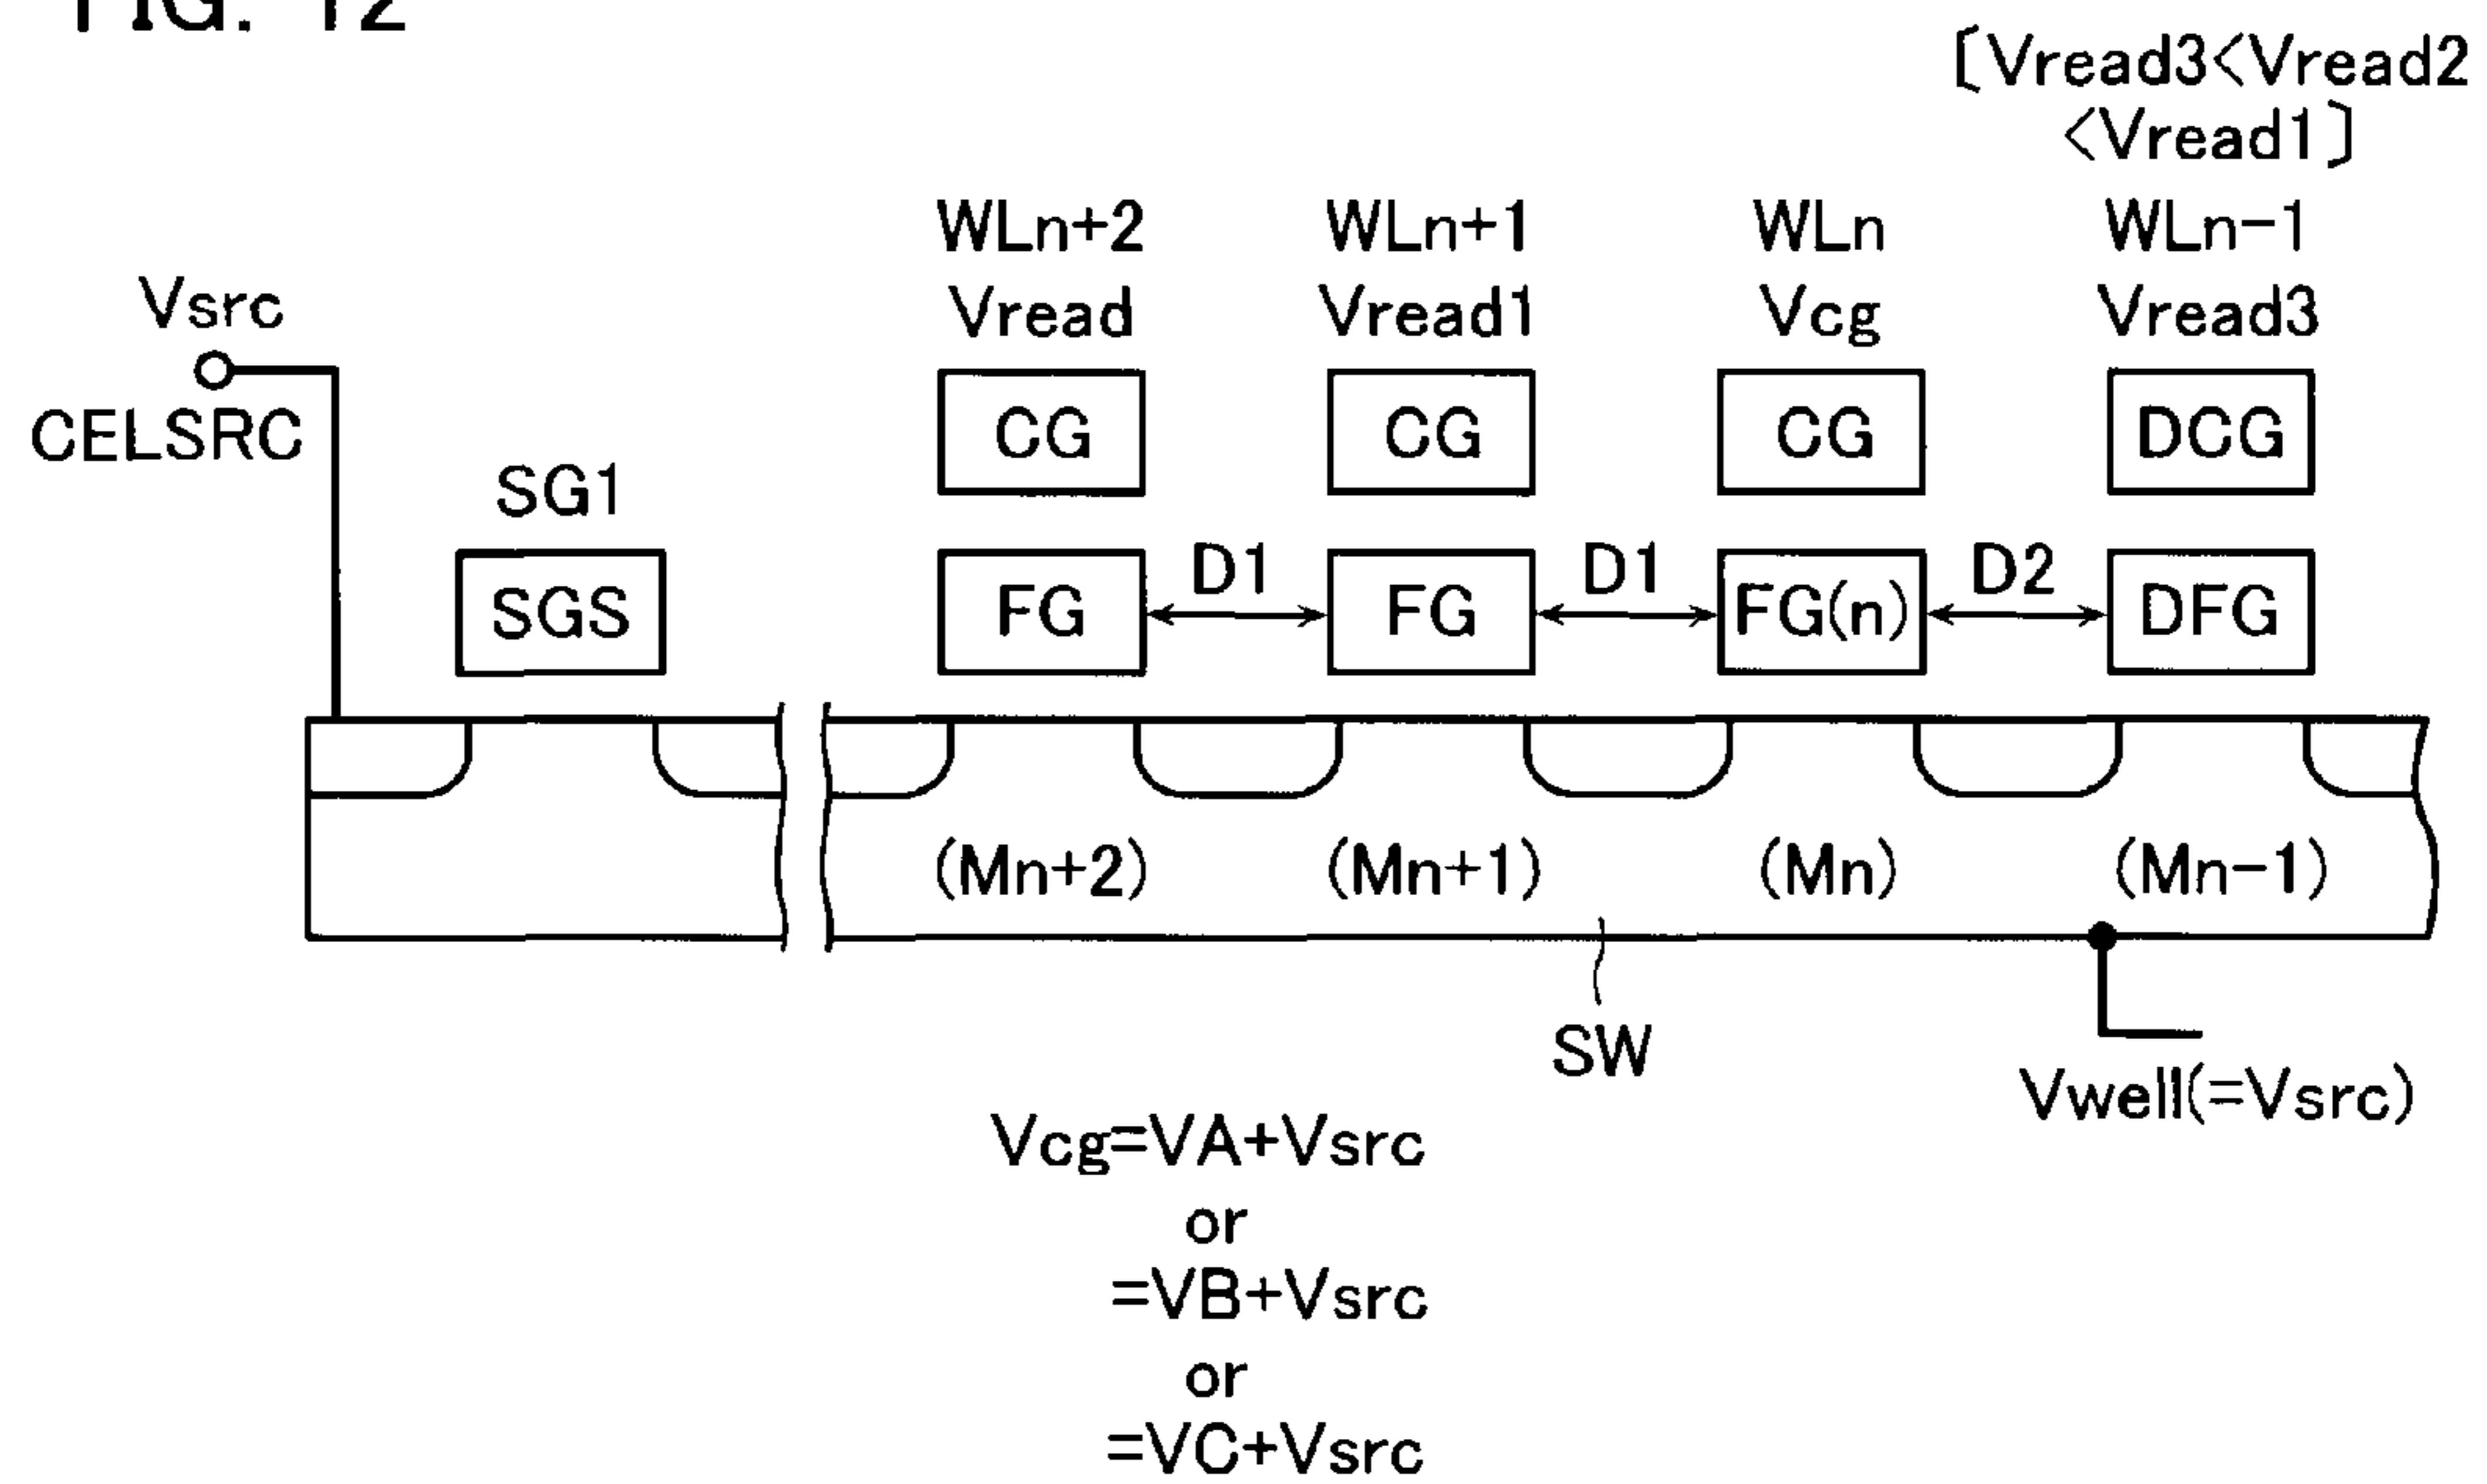 FIG. 12
[Vread3<Vread2
<Vread1]
WLn+2 WLn+1 WLn WLn-1
Vsrc Vread Vread1 Vcg Vread3
CELSRC CG CG CG DCG
SG1
SGS FG D1 FG D1 FG(n) D2 DFG
(Mn+2) (Mn+1) (Mn) (Mn-1)
SW
Vwell(=Vsrc)
Vcg=VA+Vsrc
or
=VB+Vsrc
or
=VC+Vsrc